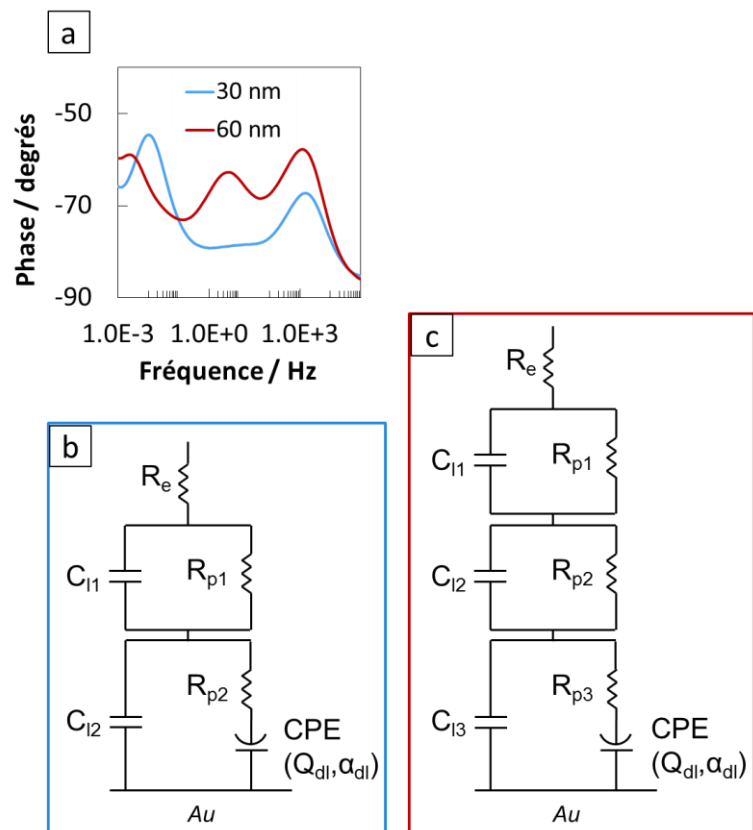 a
30 nm
60 nm
-50
-70
-90
Phase / degrés
1.0E-3 1.0E+0 1.0E+3
Fréquence / Hz
b
Re
Cl1
Rp1
Cl2
Rp2
CPE
(Qdl,αdl)
Au
c
Re
Cl1
Rp1
Cl2
Rp2
Cl3
Rp3
CPE
(Qdl,αdl)
Au